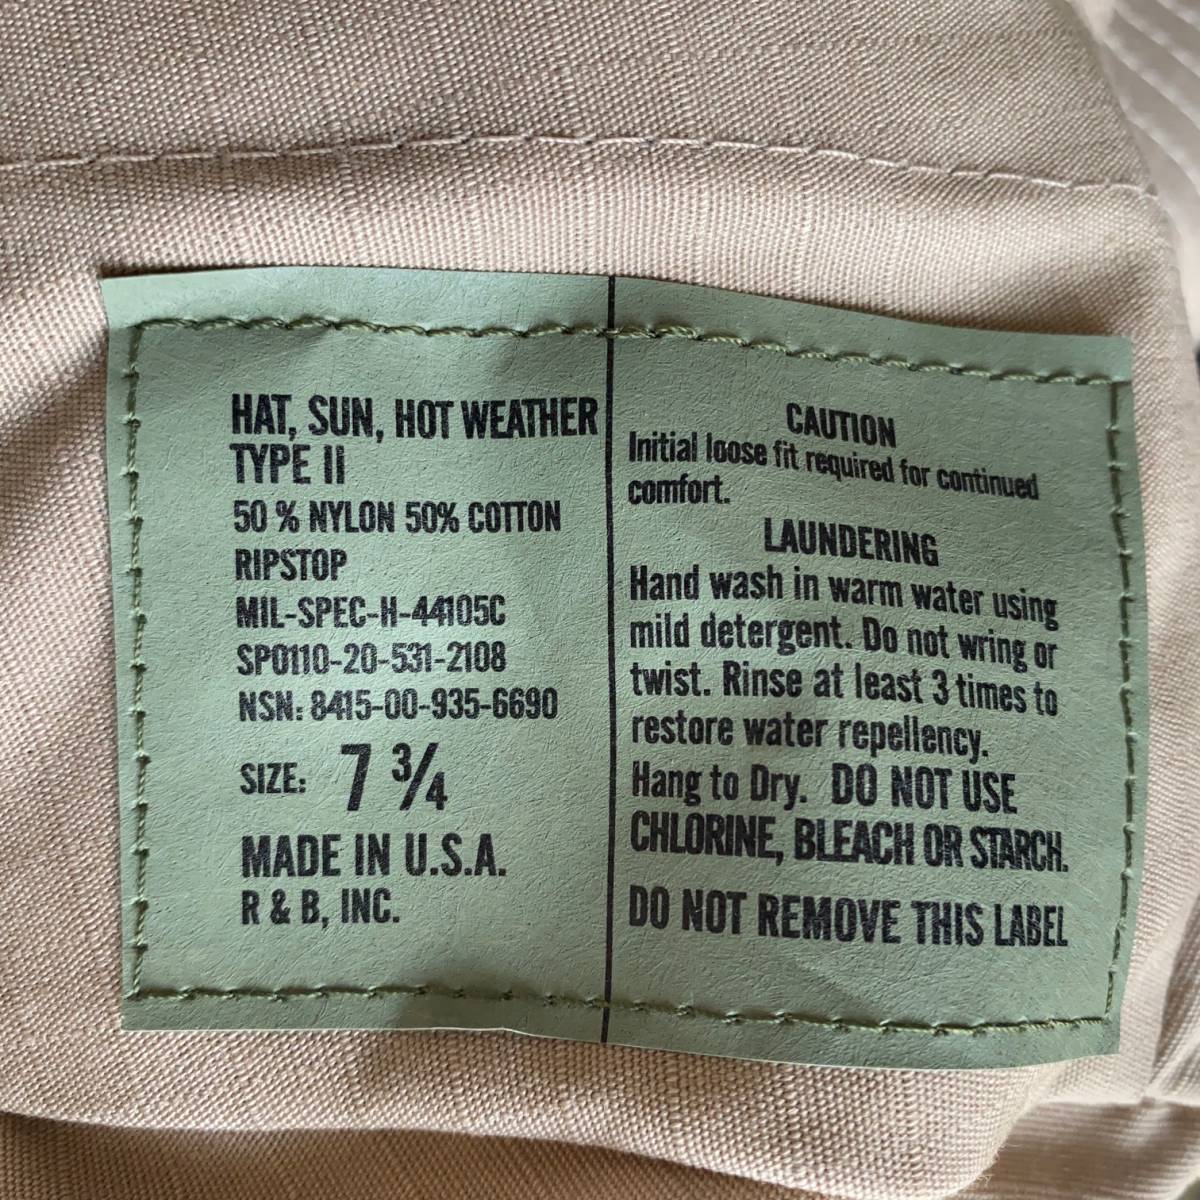 HAT, SUN, HOT WEATHER
TYPE II
50 % NYLON 50% COTTON
RIPSTOP
MIL-SPEC-H-44105C
SP0110-20-531-2108
NSN: 8415-00-935-6690
SIZE: 7 3/4
MADE IN U.S.A.
R & B, INC.
CAUTION
Initial loose fit required for continued
comfort.
LAUNDERING
Hand wash in warm water using
mild detergent. Do not wring or
twist. Rinse at least 3 times to
restore water repellency.
Hang to Dry. DO NOT USE
CHLORINE, BLEACH OR STARCH.
DO NOT REMOVE THIS LABEL